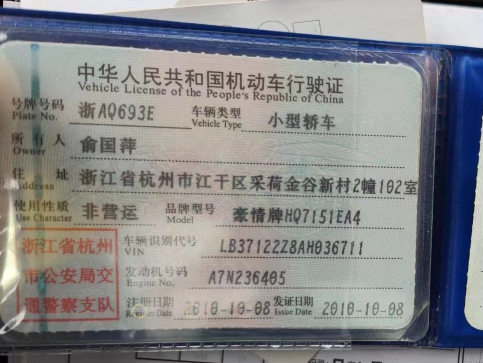 中华人民共和国机动车行驶证
Vehicle License of the People's Republic of China
号牌号码 Plate No. 浙AQ693E 车辆类型 Vehicle Type 小型轿车
所有人 Owner 俞国萍
住址 Address 浙江省杭州市江干区采荷金谷新村2幢102室
使用性质 Use Character 非营运 品牌型号 Model 豪情牌HQ7151EA4
车辆识别代号 VIN LB37122Z8AH036711
发动机号码 Engine No. A7N236405
注册日期 Register Date 2010-10-08 发证日期 Issue Date 2010-10-08
浙江省杭州
市公安局交
通警察支队